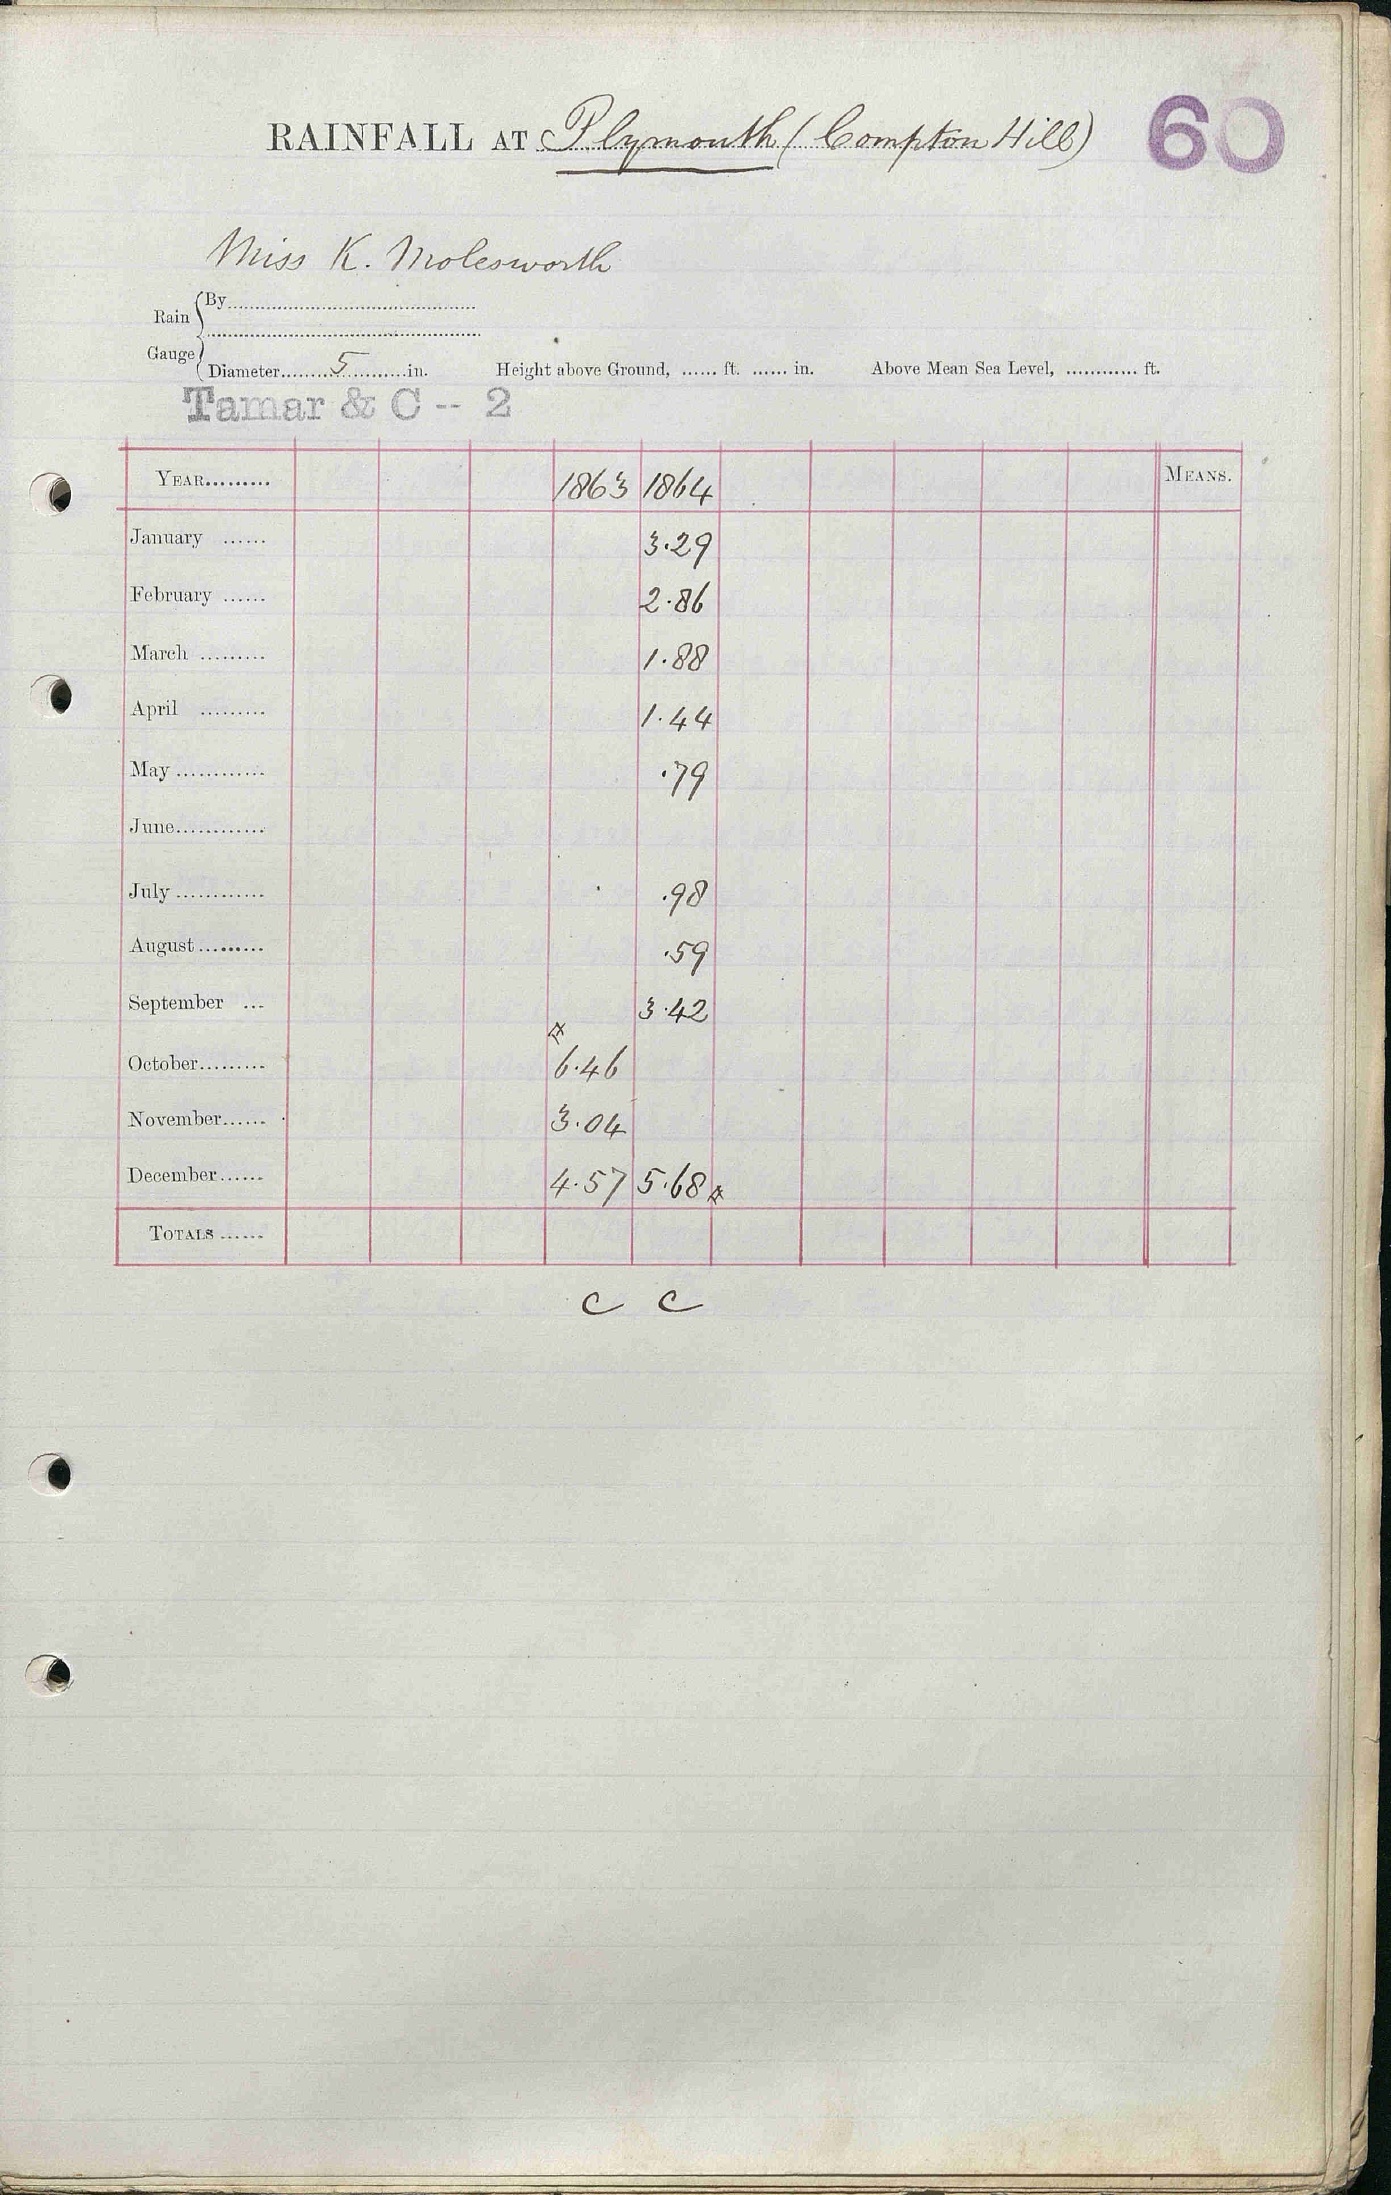 RAINFALL AT Plymouth (Compton Hill) 60
Miss K. Molesworth
Rain Gauge { By..........
Diameter.......... 5 ..........in. Height above Ground, ...... ft. ...... in. Above Mean Sea Level, ............ ft.
Tamar & C -- 2
YEAR......... 1863 1864 MEANS.
January ...... 3.29
February ...... 2.86
March ......... 1.88
April ......... 1.44
May ............ .79
June............
July ............ .98
August......... .59
September ... 3.42
October......... 6.46
November...... 3.04
December...... 4.57 5.68
TOTALS ......
C C